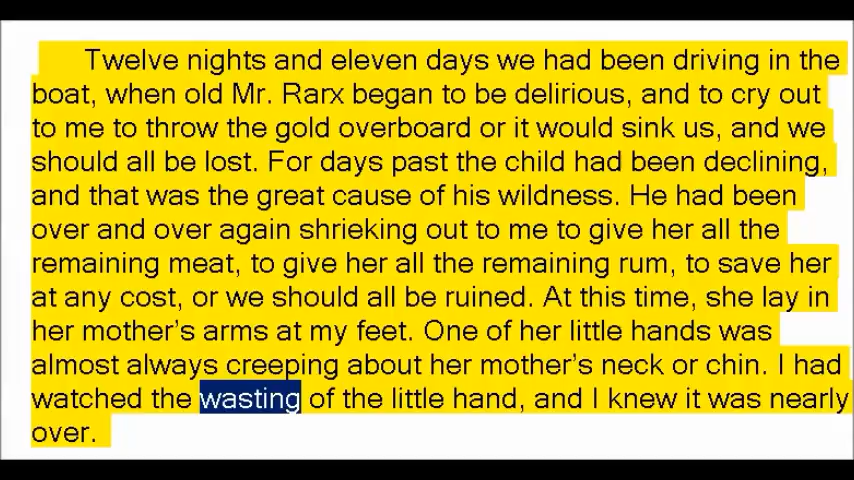 Twelve nights and eleven days we had been driving in the
boat, when old Mr. Rarx began to be delirious, and to cry out
to me to throw the gold overboard or it would sink us, and we
should all be lost. For days past the child had been declining,
and that was the great cause of his wildness. He had been
over and over again shrieking out to me to give her all the
remaining meat, to give her all the remaining rum, to save her
at any cost, or we should all be ruined. At this time, she lay in
her mother’s arms at my feet. One of her little hands was
almost always creeping about her mother’s neck or chin. I had
watched the wasting of the little hand, and I knew it was nearly
over.